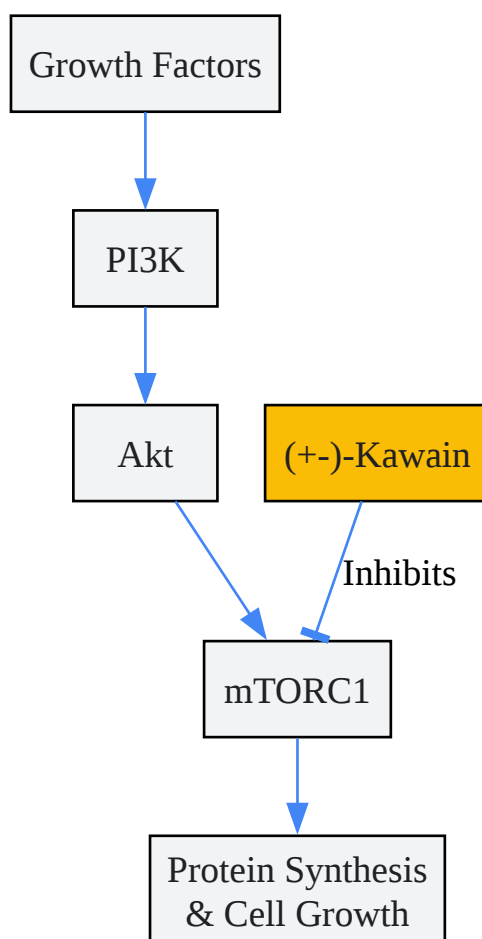 Growth Factors
PI3K
Akt
(+-)-Kawain
Inhibits
mTORC1
Protein Synthesis
& Cell Growth